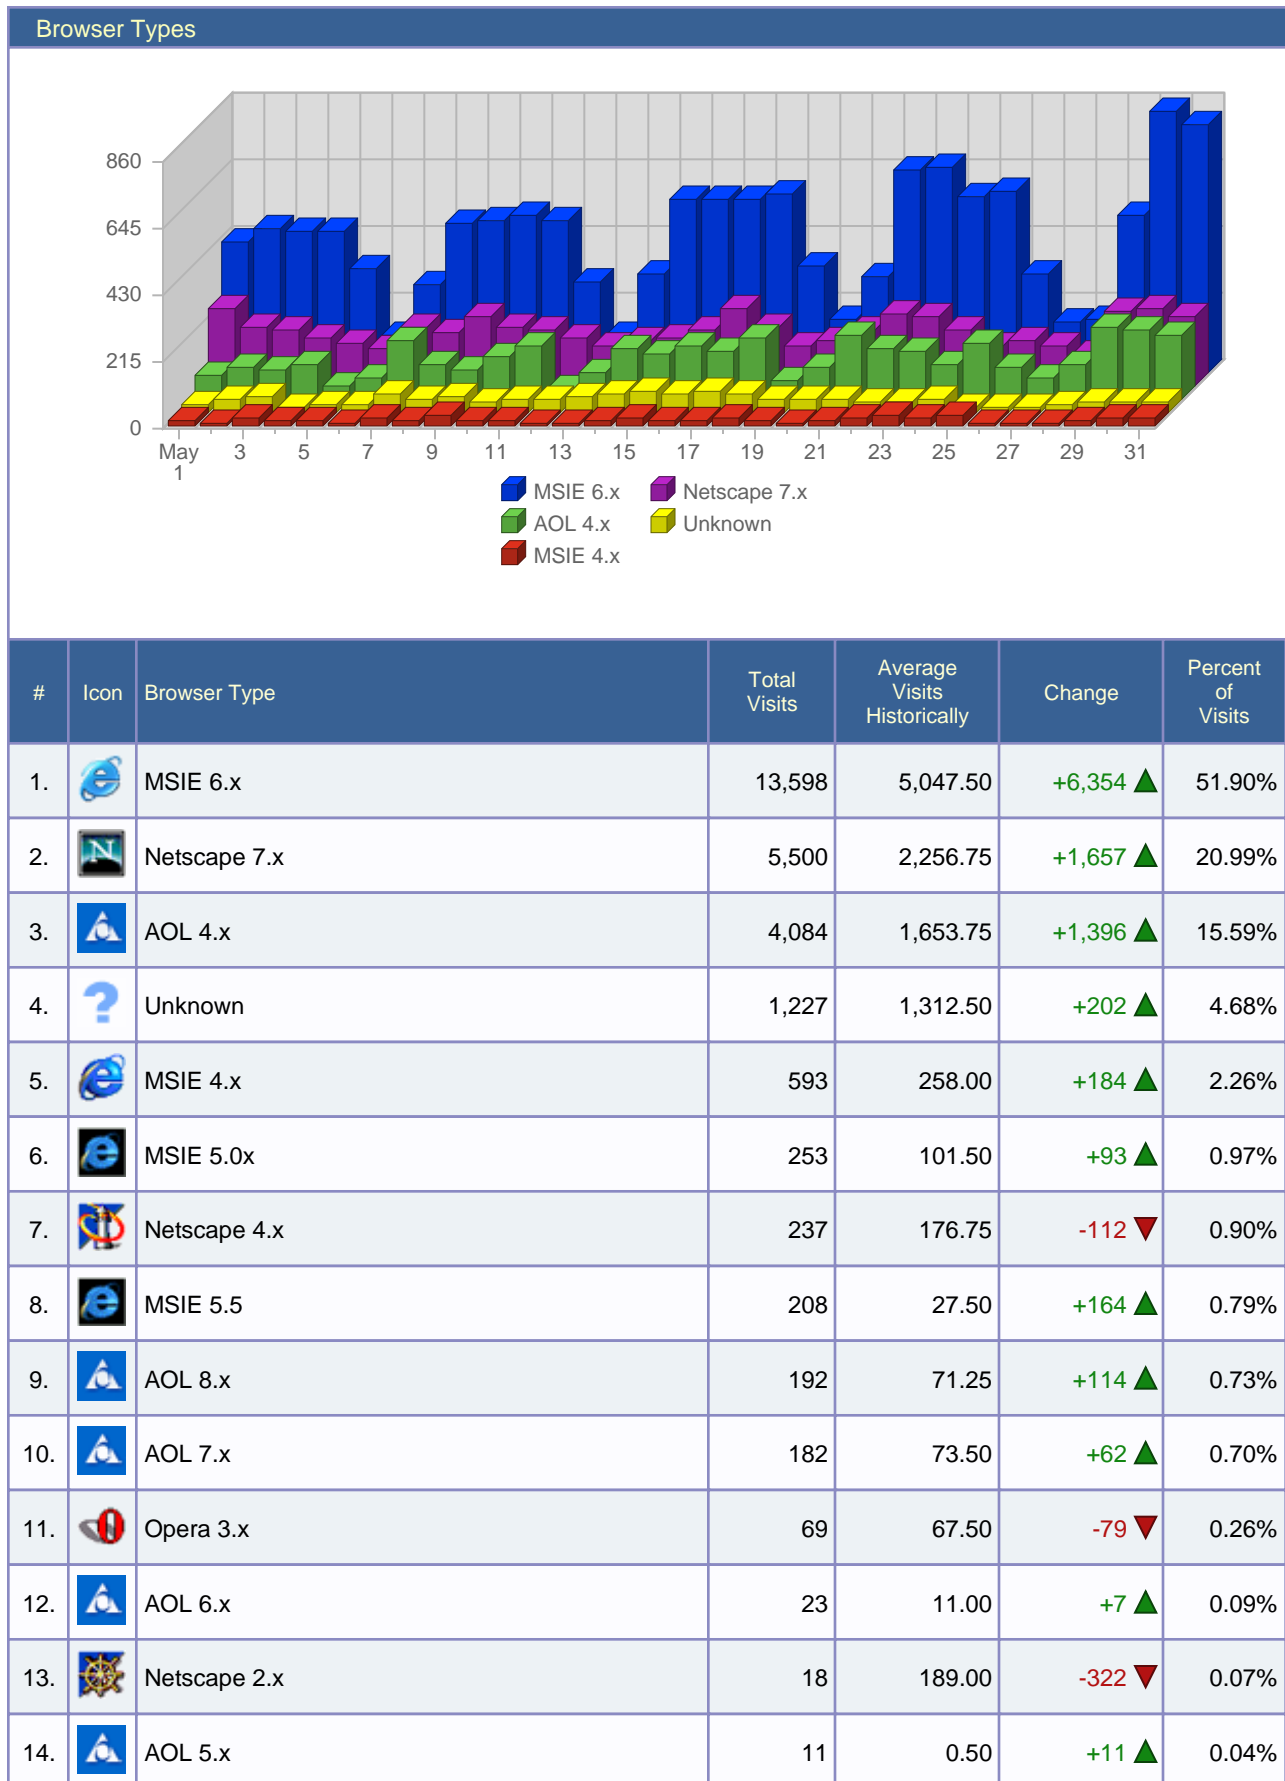 Browser Types
860
645
430
215
0
May 1 3 5 7 9 11 13 15 17 19 21 23 25 27 29 31
MSIE 6.x Netscape 7.x
AOL 4.x Unknown
MSIE 4.x
# Icon Browser Type Total Visits Average Visits Historically Change Percent of Visits
1. MSIE 6.x 13,598 5,047.50 +6,354 51.90%
2. Netscape 7.x 5,500 2,256.75 +1,657 20.99%
3. AOL 4.x 4,084 1,653.75 +1,396 15.59%
4. Unknown 1,227 1,312.50 +202 4.68%
5. MSIE 4.x 593 258.00 +184 2.26%
6. MSIE 5.0x 253 101.50 +93 0.97%
7. Netscape 4.x 237 176.75 -112 0.90%
8. MSIE 5.5 208 27.50 +164 0.79%
9. AOL 8.x 192 71.25 +114 0.73%
10. AOL 7.x 182 73.50 +62 0.70%
11. Opera 3.x 69 67.50 -79 0.26%
12. AOL 6.x 23 11.00 +7 0.09%
13. Netscape 2.x 18 189.00 -322 0.07%
14. AOL 5.x 11 0.50 +11 0.04%